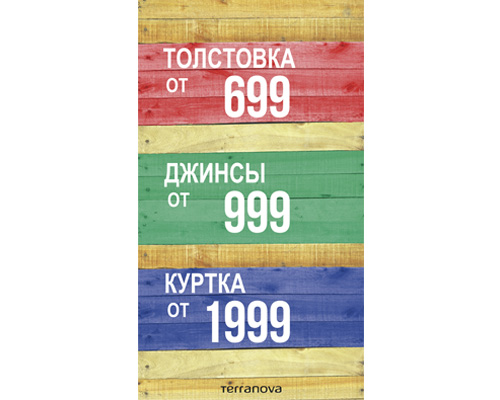 ТОЛСТОВКА
ОТ 699
ДЖИНСЫ
ОТ 999
КУРТКА
ОТ 1999
terranova